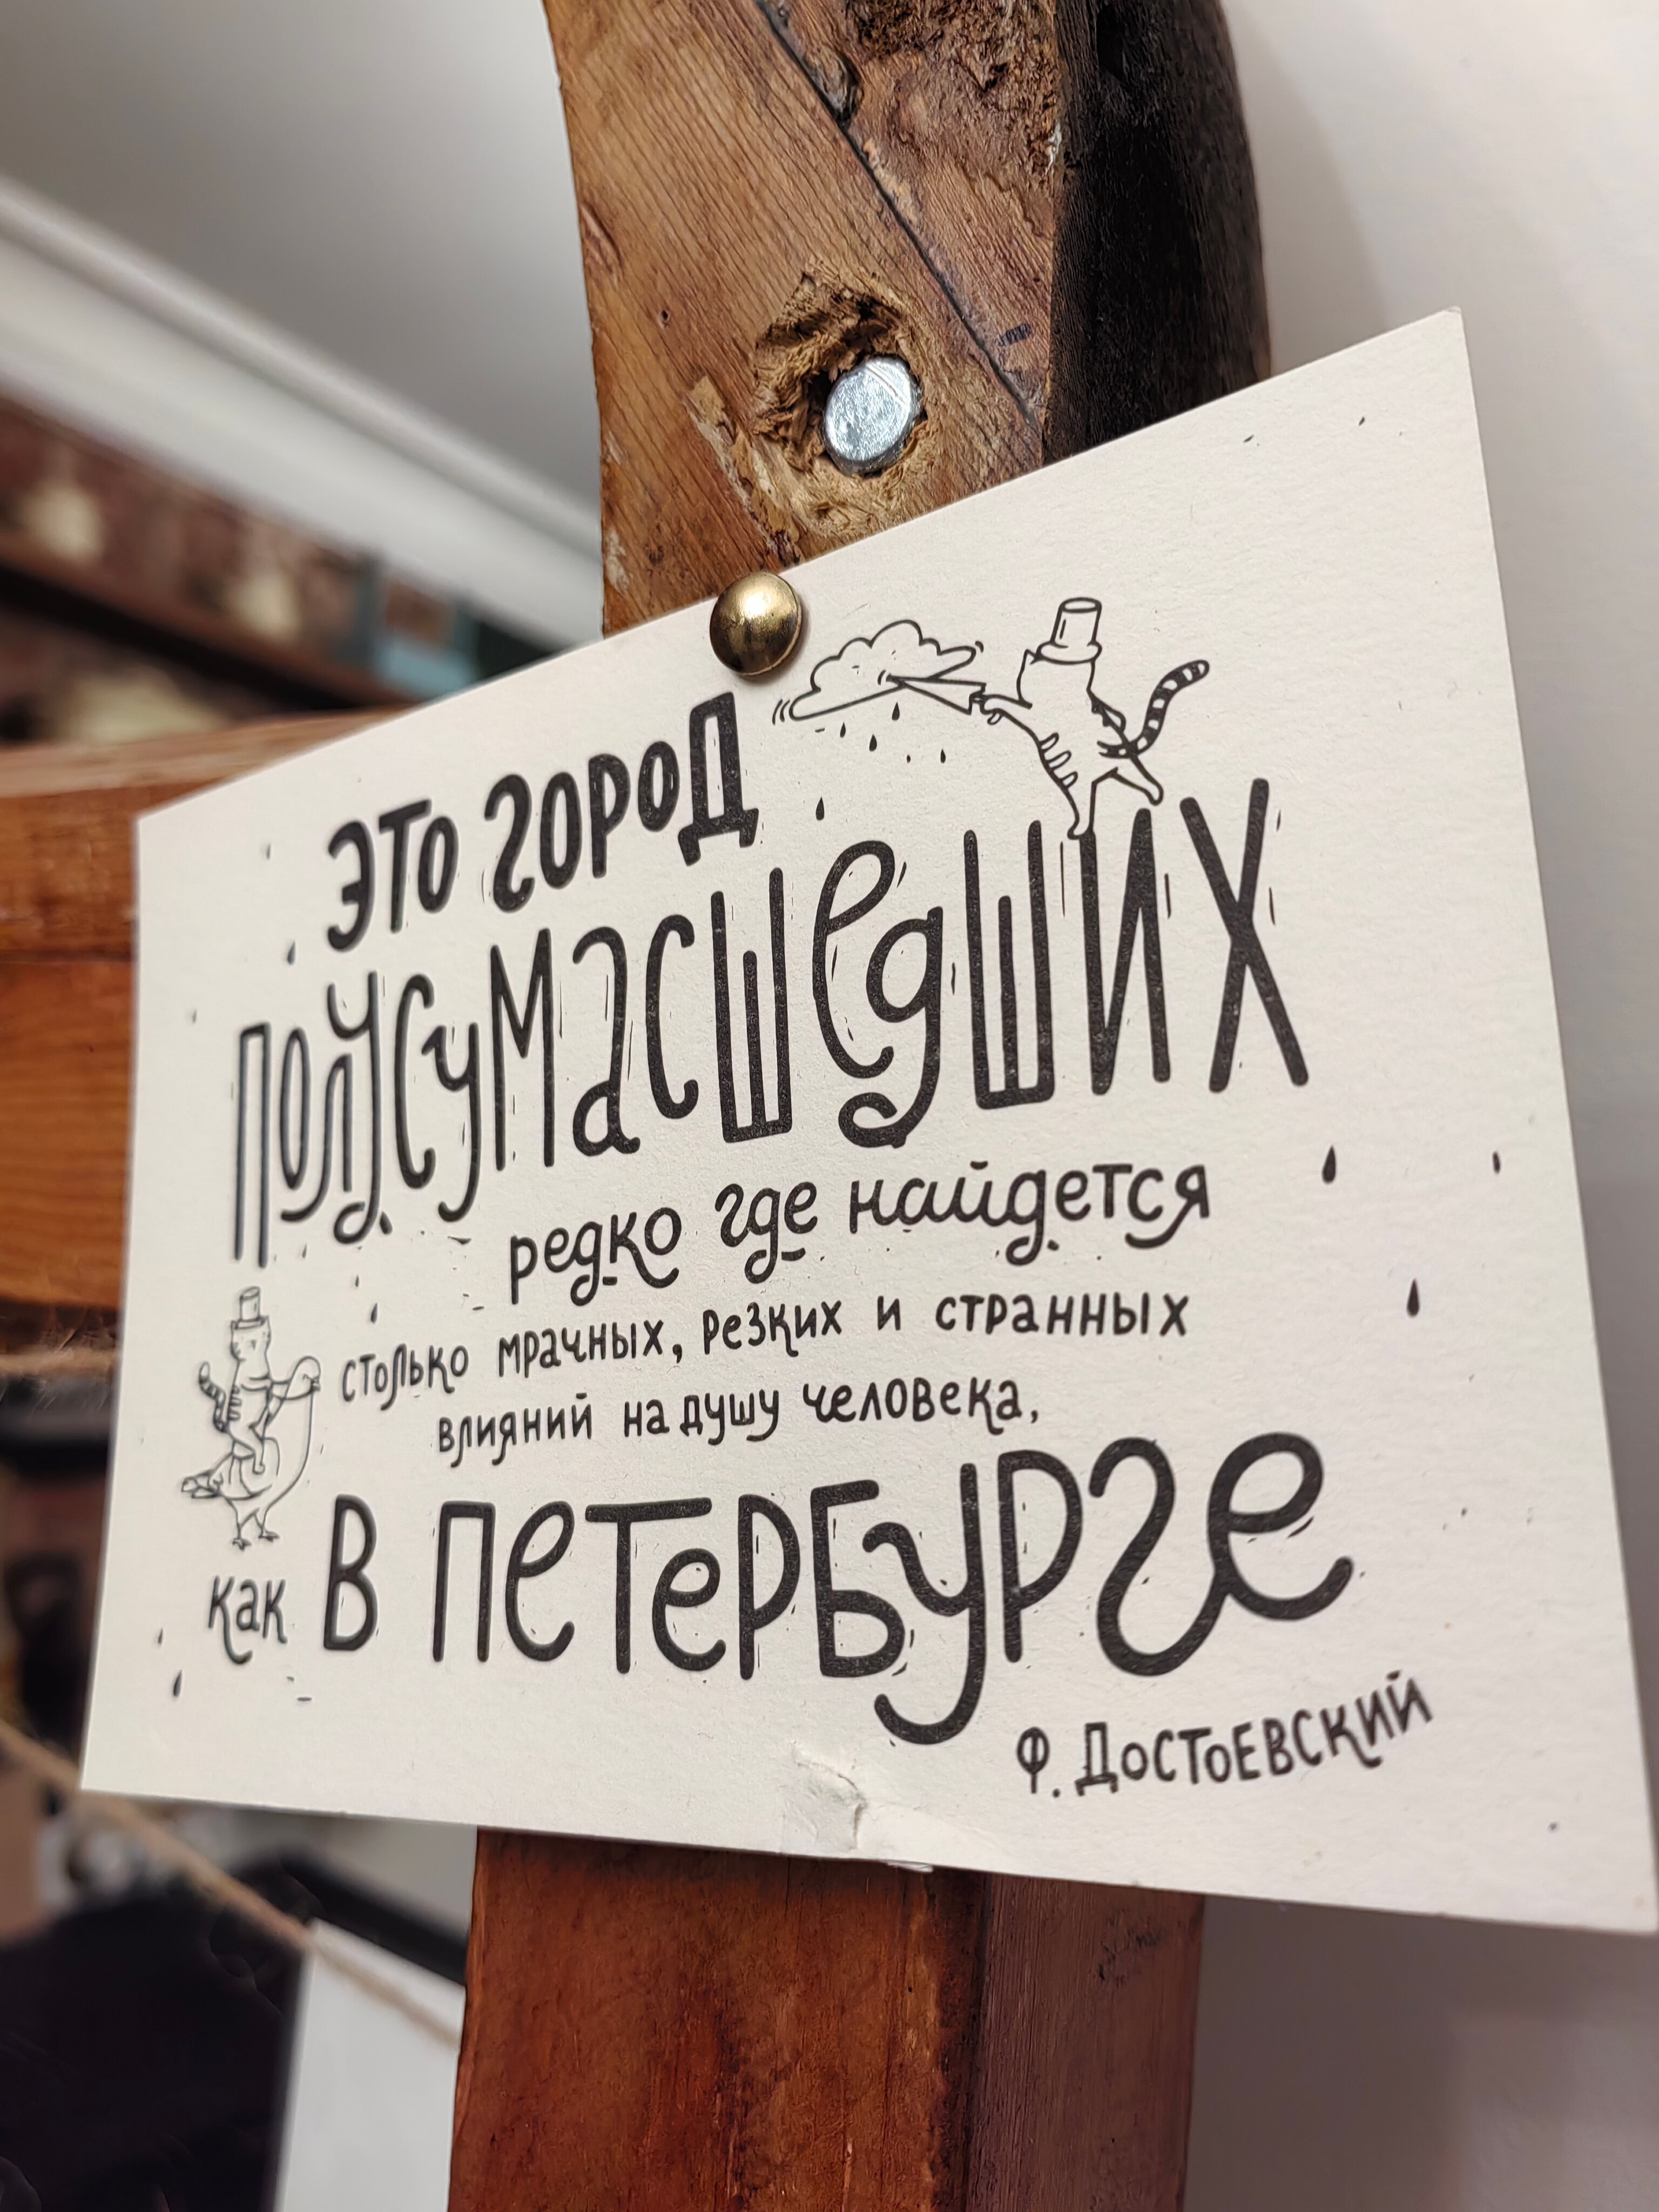 ЭТО ГОРОД
ПОЛУСУМАСШЕДШИХ
редко где найдется
столько мрачных, резких и странных
влияний на душу человека,
как В ПЕТЕРБУРГЕ
Ф. ДОСТОЕВСКИЙ